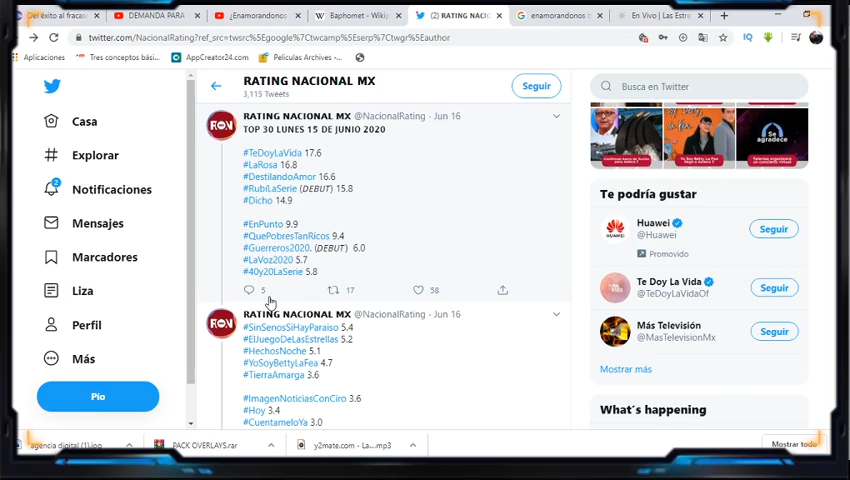 Del éxito al fracas
DEMANDA PARA
¿Enamorandonos
Baphomet - Wikip
(2) RATING NACION
enamorandonos b
En Vivo | Las Estre
twitter.com/NacionalRating?ref_src=twsrc%5Egoogle%7Ctwcamp%5Eserp%7Ctwgr%5Eauthor
Aplicaciones
Tres conceptos básic...
AppCreator24.com
Peliculas Archives -...
RATING NACIONAL MX
3,115 Tweets
Seguir
Busca en Twitter
Casa
Explorar
2
Notificaciones
Mensajes
Marcadores
Liza
Perfil
Más
Pío
RATING NACIONAL MX @NacionalRating · Jun 16
TOP 30 LUNES 15 DE JUNIO 2020
#TeDoyLaVida 17.6
#LaRosa 16.8
#DestilandoAmor 16.6
#RubíLaSerie (DEBUT) 15.8
#Dicho 14.9
#EnPunto 9.9
#QuePobresTanRicos 9.4
#Guerreros2020. (DEBUT) 6.0
#LaVoz2020 5.7
#40y20LaSerie 5.8
5
17
58
RATING NACIONAL MX @NacionalRating · Jun 16
#SinSenosSiHayParaiso 5.4
#ElJuegoDeLasEstrellas 5.2
#HechosNoche 5.1
#YoSoyBettyLaFea 4.7
#TierraAmarga 3.6
#ImagenNoticiasConCiro 3.6
#Hoy 3.4
#CuentameloYa 3.0
RON
RON
Se
agradece
Te podría gustar
Huawei
@Huawei
Promovido
Seguir
Te Doy La Vida
@TeDoyLaVidaOf
Seguir
Más Televisión
@MasTelevisionMx
Seguir
Mostrar más
What's happening
agencia digital (1).jpg
PACK OVERLAYS.rar
y2mate.com - La....mp3
Mostrar todo